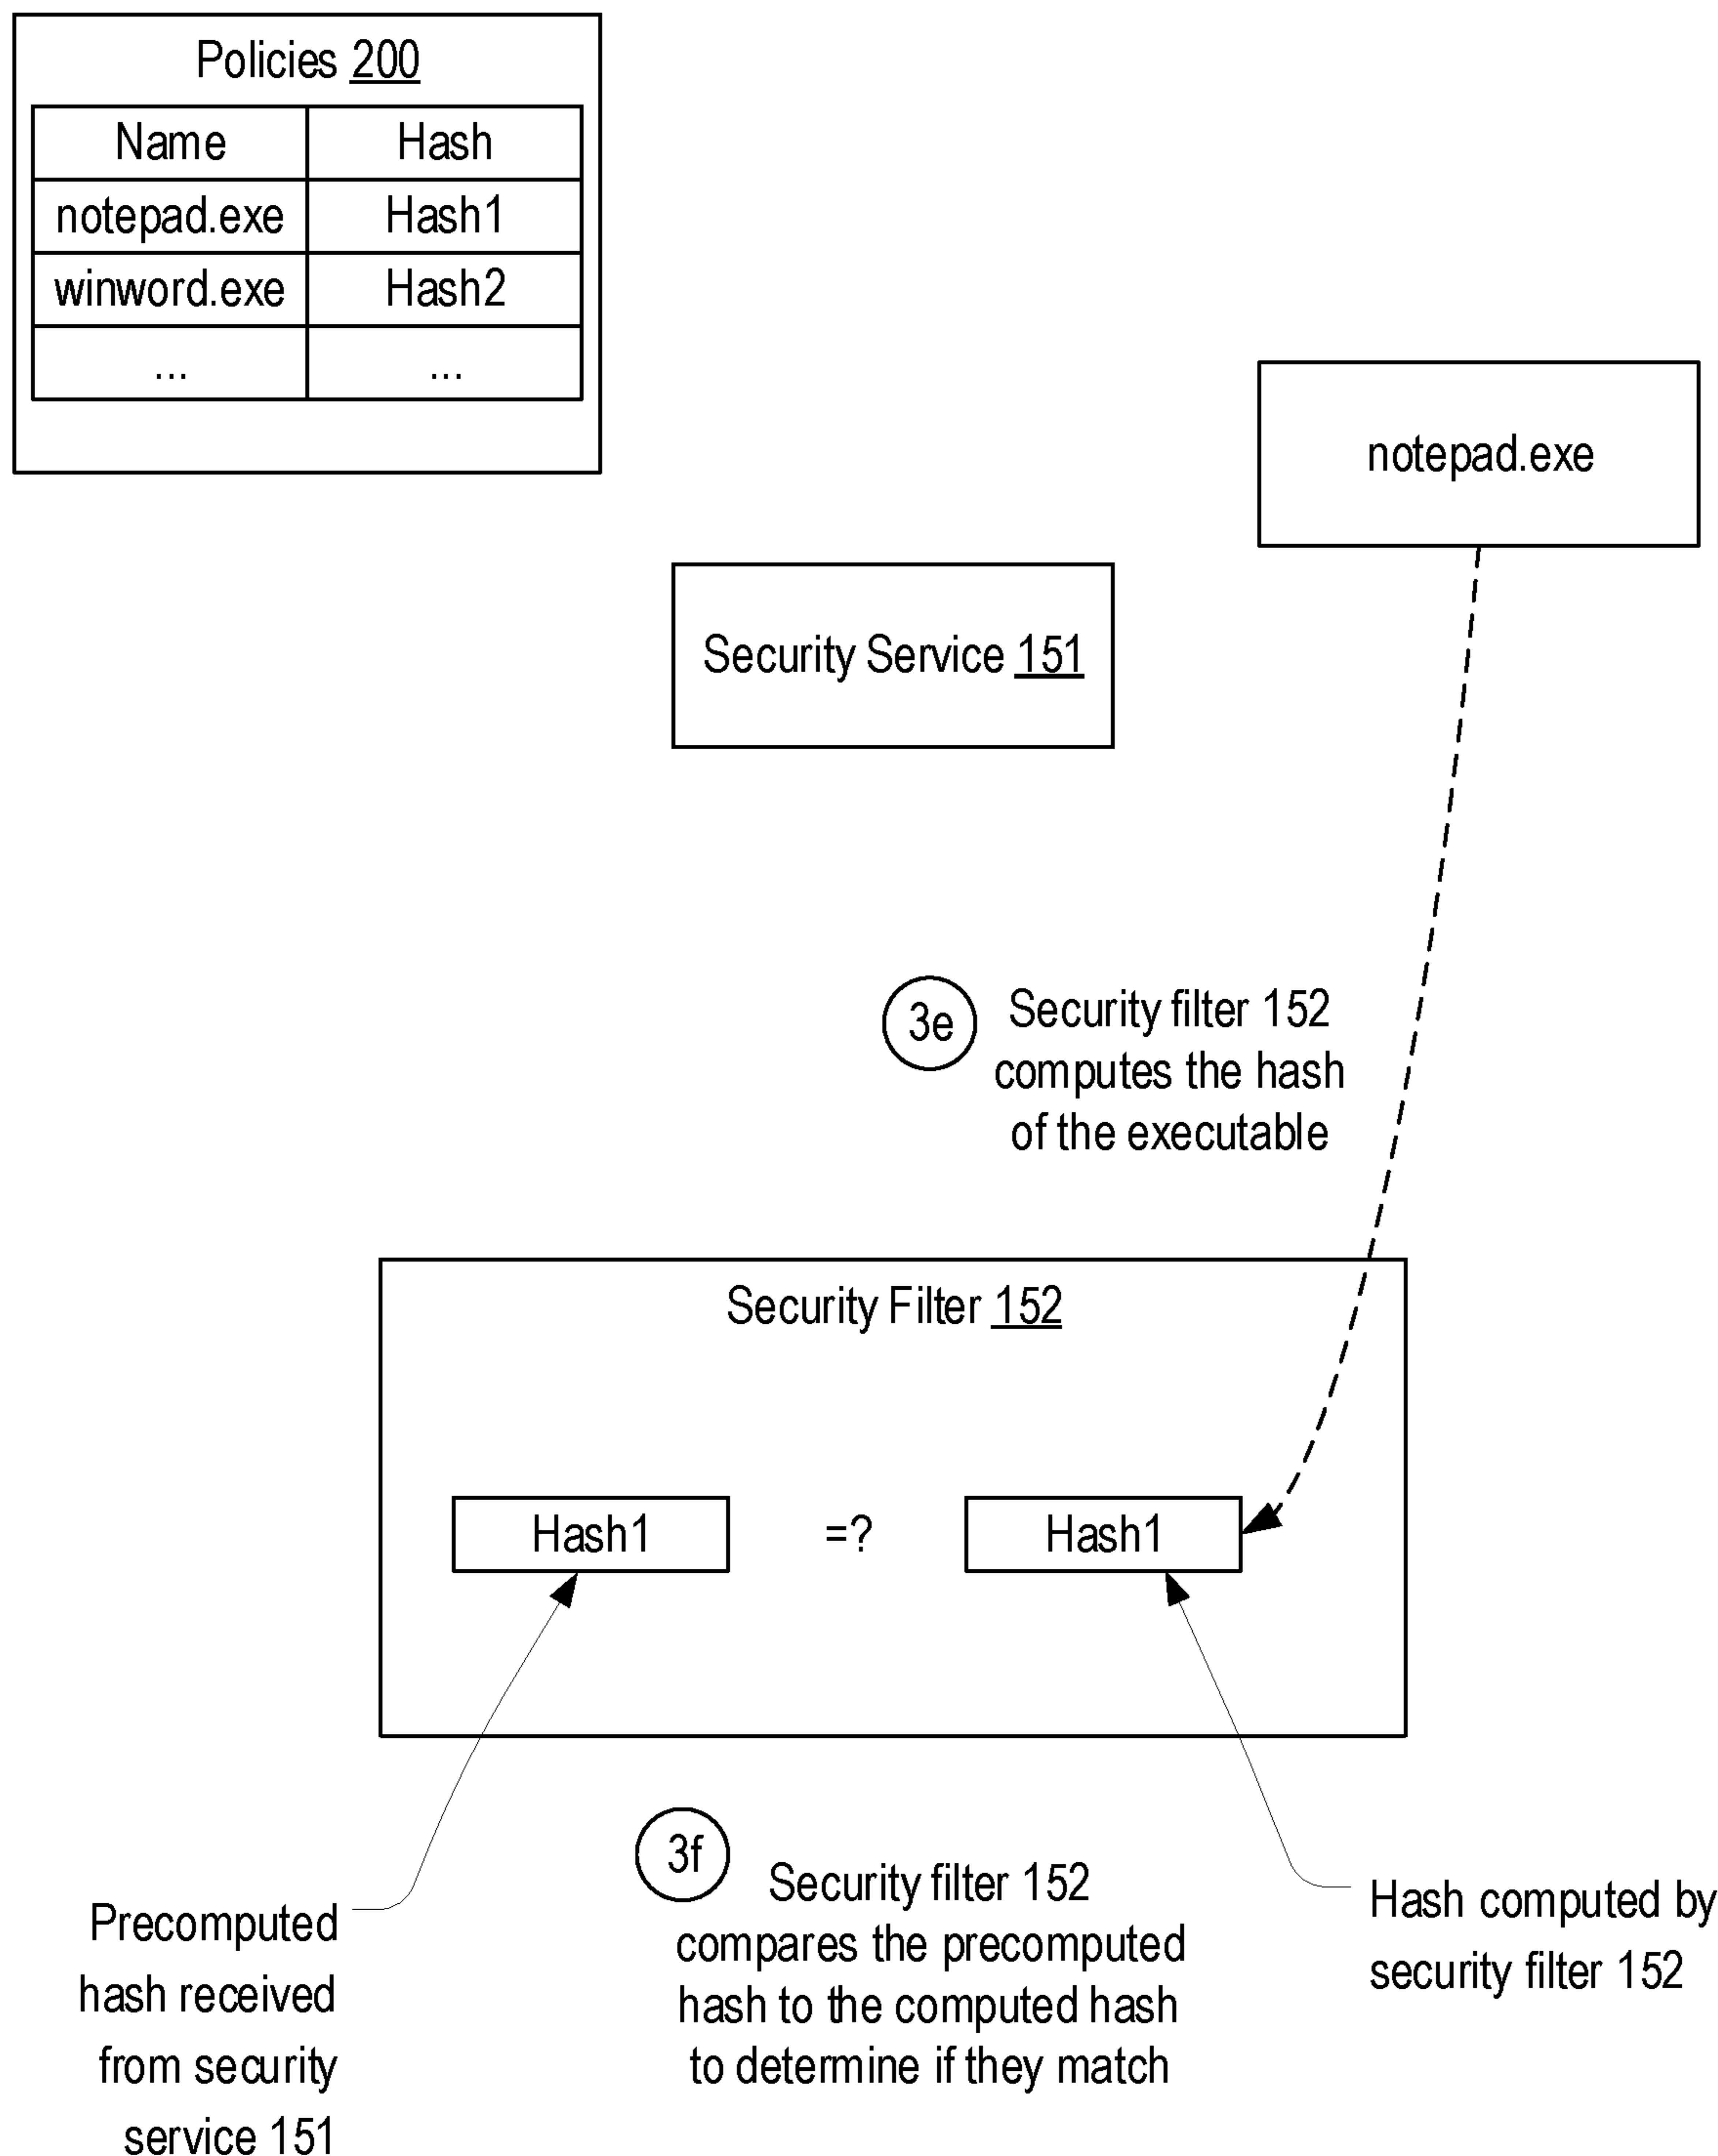 Policies 200
Name Hash
notepad.exe Hash1
winword.exe Hash2
... ...
notepad.exe
Security Service 151
3e
Security filter 152
computes the hash
of the executable
Security Filter 152
Hash1 =? Hash1
3f
Security filter 152
compares the precomputed
hash to the computed hash
to determine if they match
Precomputed
hash received
from security
service 151
Hash computed by
security filter 152